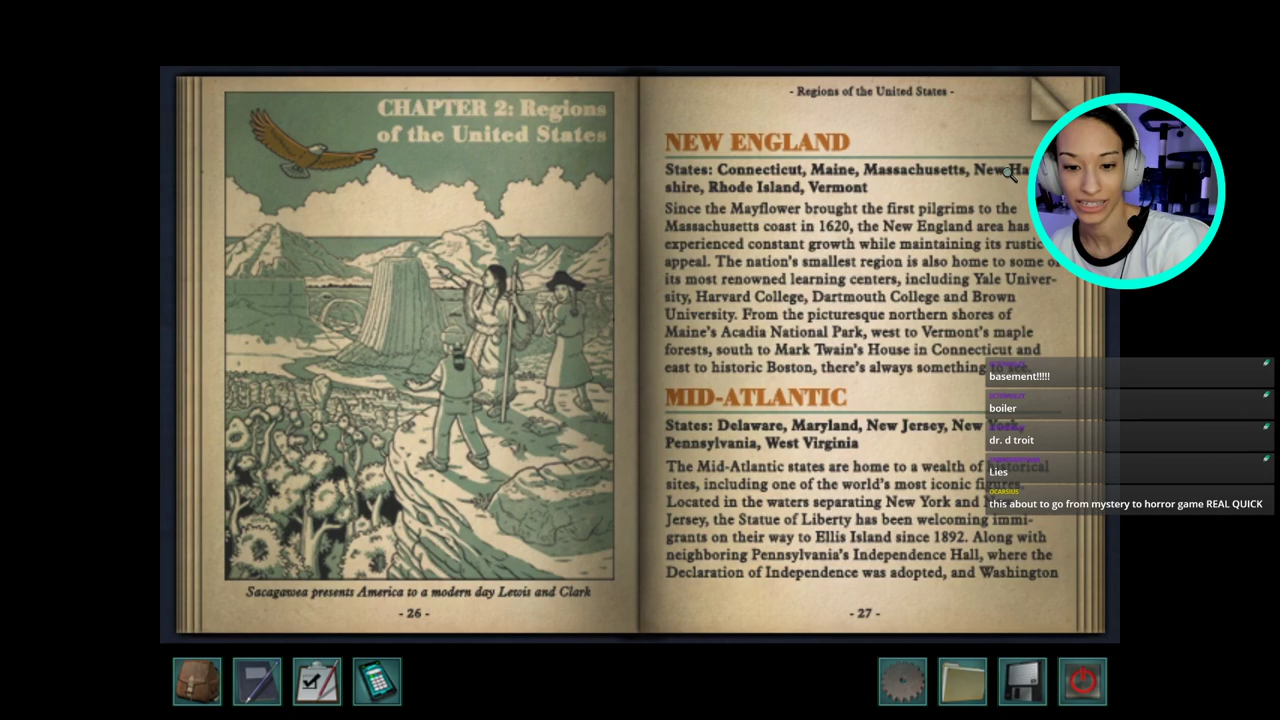 CHAPTER 2: Regions
of the United States
Sacagawea presents America to a modern day Lewis and Clark
- 26 -
- Regions of the United States -
NEW ENGLAND
States: Connecticut, Maine, Massachusetts, New Ha
shire, Rhode Island, Vermont
Since the Mayflower brought the first pilgrims to the
Massachusetts coast in 1620, the New England area has
experienced constant growth while maintaining its rustic
appeal. The nation's smallest region is also home to some o
its most renowned learning centers, including Yale Univer-
sity, Harvard College, Dartmouth College and Brown
University. From the picturesque northern shores of
Maine's Acadia National Park, west to Vermont's maple
forests, south to Mark Twain's House in Connecticut and
east to historic Boston, there's always something to see.
MID-ATLANTIC
States: Delaware, Maryland, New Jersey, New York,
Pennsylvania, West Virginia
The Mid-Atlantic states are home to a wealth of historical
sites, including one of the world's most iconic figures.
Located in the waters separating New York and
Jersey, the Statue of Liberty has been welcoming immi-
grants on their way to Ellis Island since 1892. Along with
neighboring Pennsylvania's Independence Hall, where the
Declaration of Independence was adopted, and Washington
- 27 -
basement!!!!!
boiler
dr. d troit
Lies
OCARSIUS
this about to go from mystery to horror game REAL QUICK